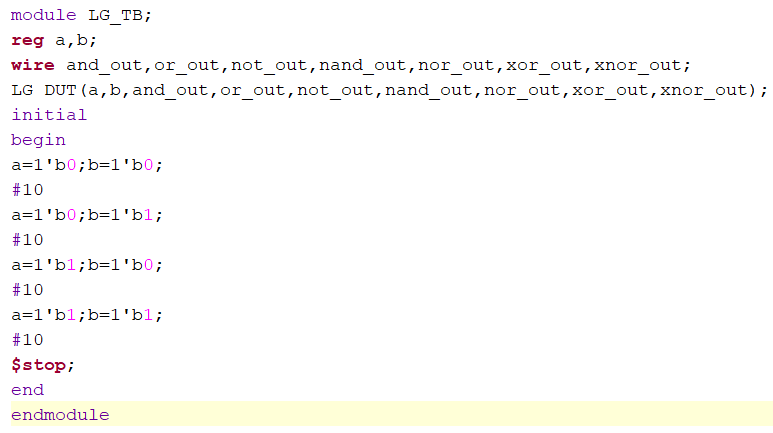 module LG_TB;
reg a,b;
wire and_out,or_out,not_out,nand_out,nor_out,xor_out,xnor_out;
LG DUT(a,b,and_out,or_out,not_out,nand_out,nor_out,xor_out,xnor_out);
initial
begin
a=1'b0;b=1'b0;
#10
a=1'b0;b=1'b1;
#10
a=1'b1;b=1'b0;
#10
a=1'b1;b=1'b1;
#10
$stop;
end
endmodule